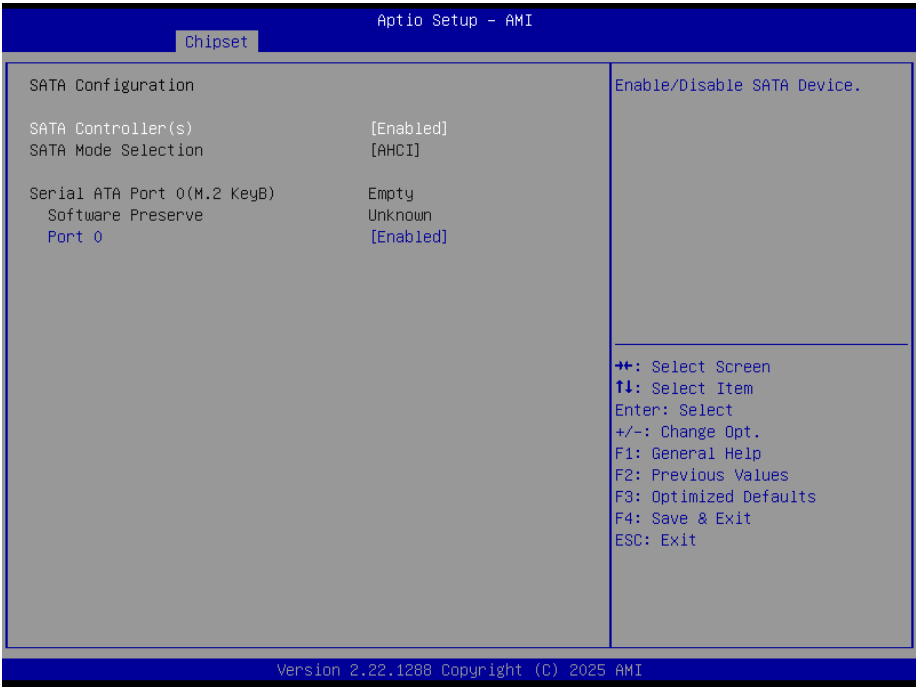 Aptio Setup – AMI
Chipset
SATA Configuration
SATA Controller(s) [Enabled]
SATA Mode Selection [AHCI]
Serial ATA Port 0(M.2 KeyB) Empty
Software Preserve Unknown
Port 0 [Enabled]
Enable/Disable SATA Device.
→←: Select Screen
↑↓: Select Item
Enter: Select
+/-: Change Opt.
F1: General Help
F2: Previous Values
F3: Optimized Defaults
F4: Save & Exit
ESC: Exit
Version 2.22.1288 Copyright (C) 2025 AMI